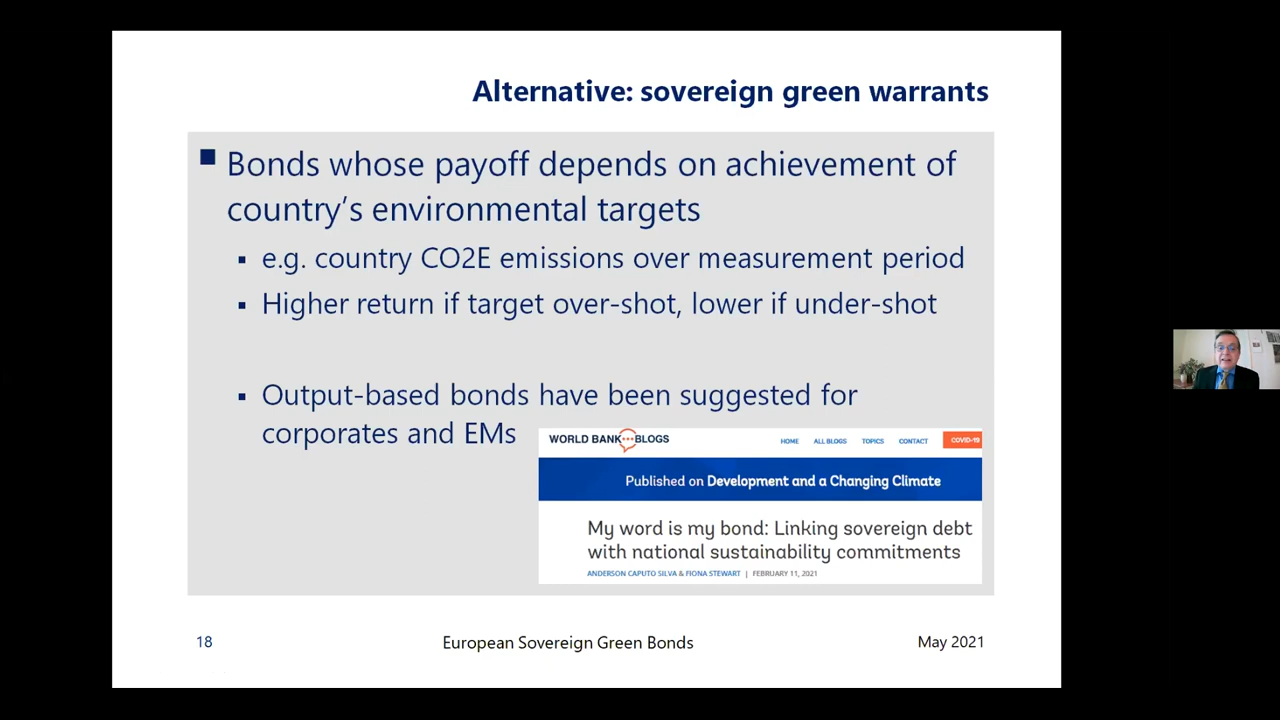 Alternative: sovereign green warrants
Bonds whose payoff depends on achievement of
country's environmental targets
e.g. country CO2E emissions over measurement period
Higher return if target over-shot, lower if under-shot
Output-based bonds have been suggested for
corporates and EMs
WORLD BANK BLOGS
HOME ALL BLOGS TOPICS CONTACT COVID-19
Published on Development and a Changing Climate
My word is my bond: Linking sovereign debt
with national sustainability commitments
ANDERSON CAPUTO SILVA & FIONA STEWART | FEBRUARY 11, 2021
18 European Sovereign Green Bonds May 2021